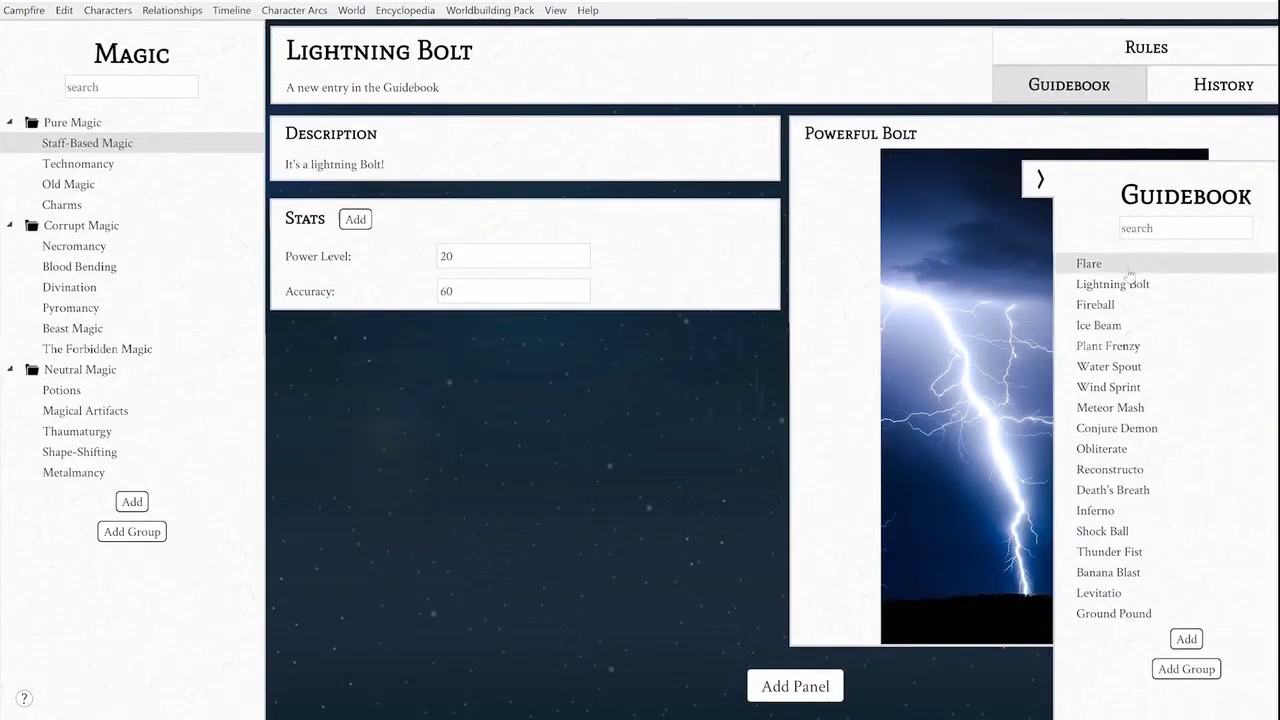 Campfire Edit Characters Relationships Timeline Character Arcs World Encyclopedia Worldbuilding Pack View Help
Magic
search
Pure Magic
Staff-Based Magic
Technomancy
Old Magic
Charms
Corrupt Magic
Necromancy
Blood Bending
Divination
Pyromancy
Beast Magic
The Forbidden Magic
Neutral Magic
Potions
Magical Artifacts
Thaumaturgy
Shape-Shifting
Metalmancy
Add
Add Group
?
Lightning Bolt
A new entry in the Guidebook
Rules
Guidebook History
Description
It's a lightning Bolt!
Stats Add
Power Level: 20
Accuracy: 60
Powerful Bolt
Add Panel
Guidebook
search
Flare
Lightning Bolt
Fireball
Ice Beam
Plant Frenzy
Water Spout
Wind Sprint
Meteor Mash
Conjure Demon
Obliterate
Reconstructo
Death's Breath
Inferno
Shock Ball
Thunder Fist
Banana Blast
Levitatio
Ground Pound
Add
Add Group